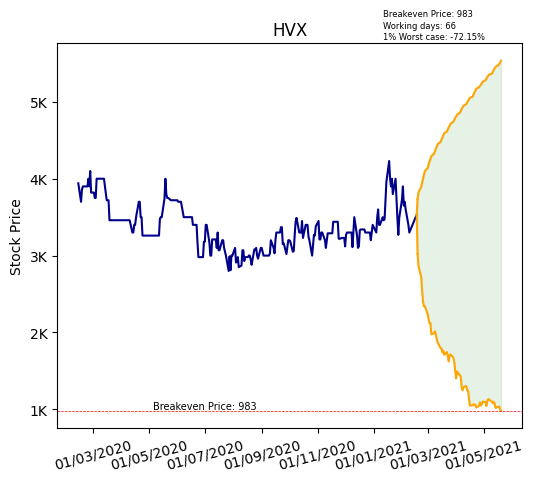 Breakeven Price: 983
Working days: 66
1% Worst case: -72.15%
HVX
Stock Price
5K
4K
3K
2K
1K
Breakeven Price: 983
01/03/2020
01/05/2020
01/07/2020
01/09/2020
01/11/2020
01/01/2021
01/03/2021
01/05/2021